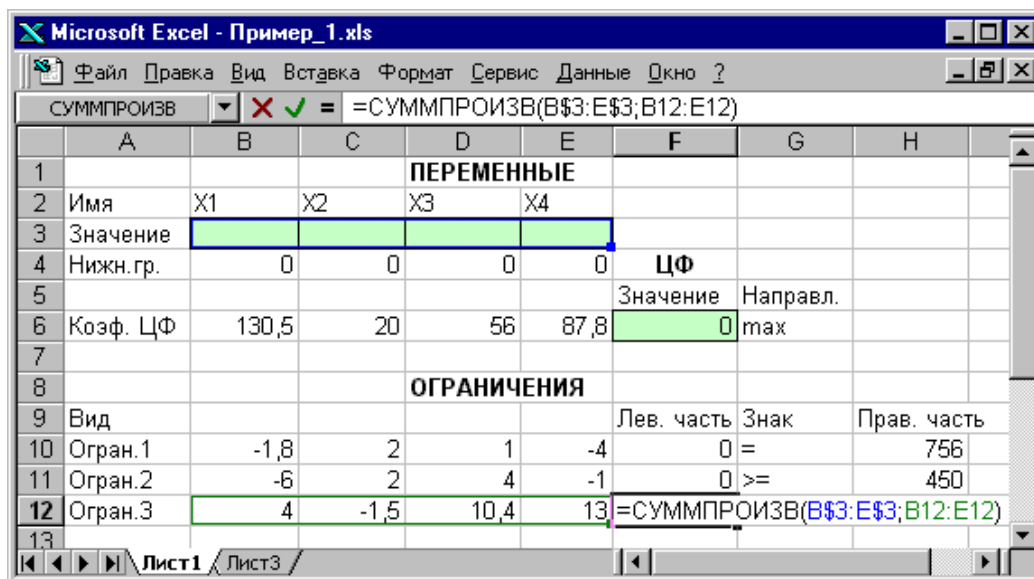 Microsoft Excel - Пример_1.xls
Файл Правка Вид Вставка Формат Сервис Данные Окно ?
СУММПРОИЗВ = =СУММПРОИЗВ(B$3:E$3;B12:E12)
A B C D E F G H
1 ПЕРЕМЕННЫЕ
2 Имя X1 X2 X3 X4
3 Значение
4 Нижн.гр. 0 0 0 0 ЦФ
5 Значение Направл.
6 Коэф. ЦФ 130,5 20 56 87,8 0 max
7
8 ОГРАНИЧЕНИЯ
9 Вид Лев. часть Знак Прав. часть
10 Огран.1 -1,8 2 1 -4 0 = 756
11 Огран.2 -6 2 4 -1 0 >= 450
12 Огран.3 4 -1,5 10,4 13 =СУММПРОИЗВ(B$3:E$3;B12:E12)
13
Лист1 Лист3